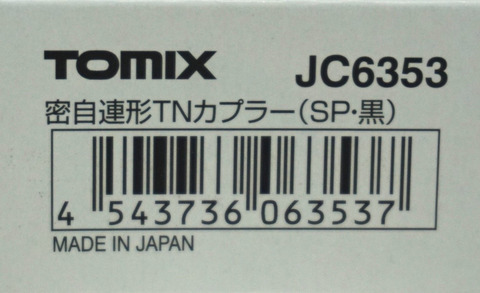 TOMIX JC6353
密自連形TNカプラー(SP・黒)
4 543736 063537
MADE IN JAPAN